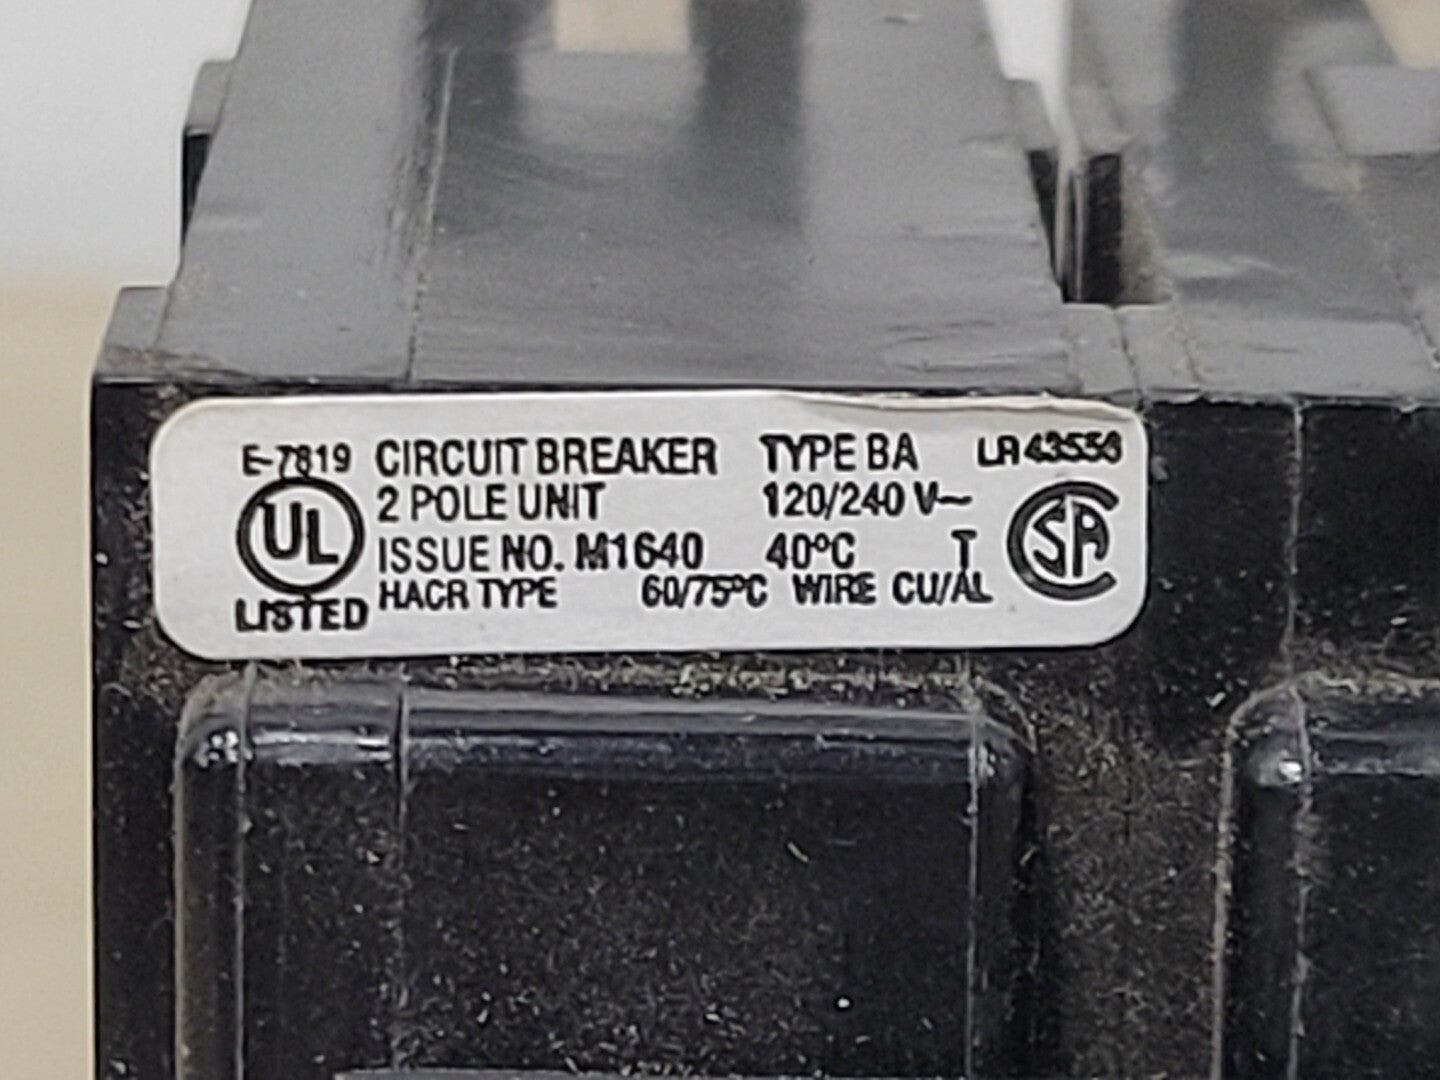 E-7819 CIRCUIT BREAKER TYPE BA LR43556
UL 2 POLE UNIT 120/240 V~ SA
ISSUE NO. M1640 40°C T
HACR TYPE 60/75°C WIRE CU/AL
LISTED